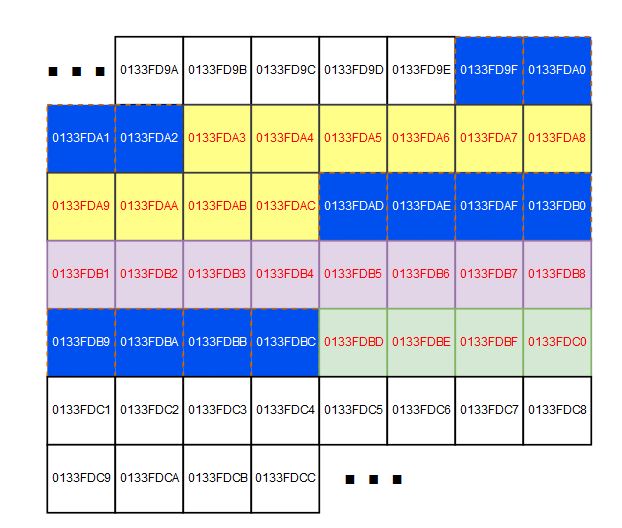 0133FD9A 0133FD9B 0133FD9C 0133FD9D 0133FD9E 0133FD9F 0133FDA0
0133FDA1 0133FDA2 0133FDA3 0133FDA4 0133FDA5 0133FDA6 0133FDA7 0133FDA8
0133FDA9 0133FDAA 0133FDAB 0133FDAC 0133FDAD 0133FDAE 0133FDAF 0133FDB0
0133FDB1 0133FDB2 0133FDB3 0133FDB4 0133FDB5 0133FDB6 0133FDB7 0133FDB8
0133FDB9 0133FDBA 0133FDBB 0133FDBC 0133FDBD 0133FDBE 0133FDBF 0133FDC0
0133FDC1 0133FDC2 0133FDC3 0133FDC4 0133FDC5 0133FDC6 0133FDC7 0133FDC8
0133FDC9 0133FDCA 0133FDCB 0133FDCC